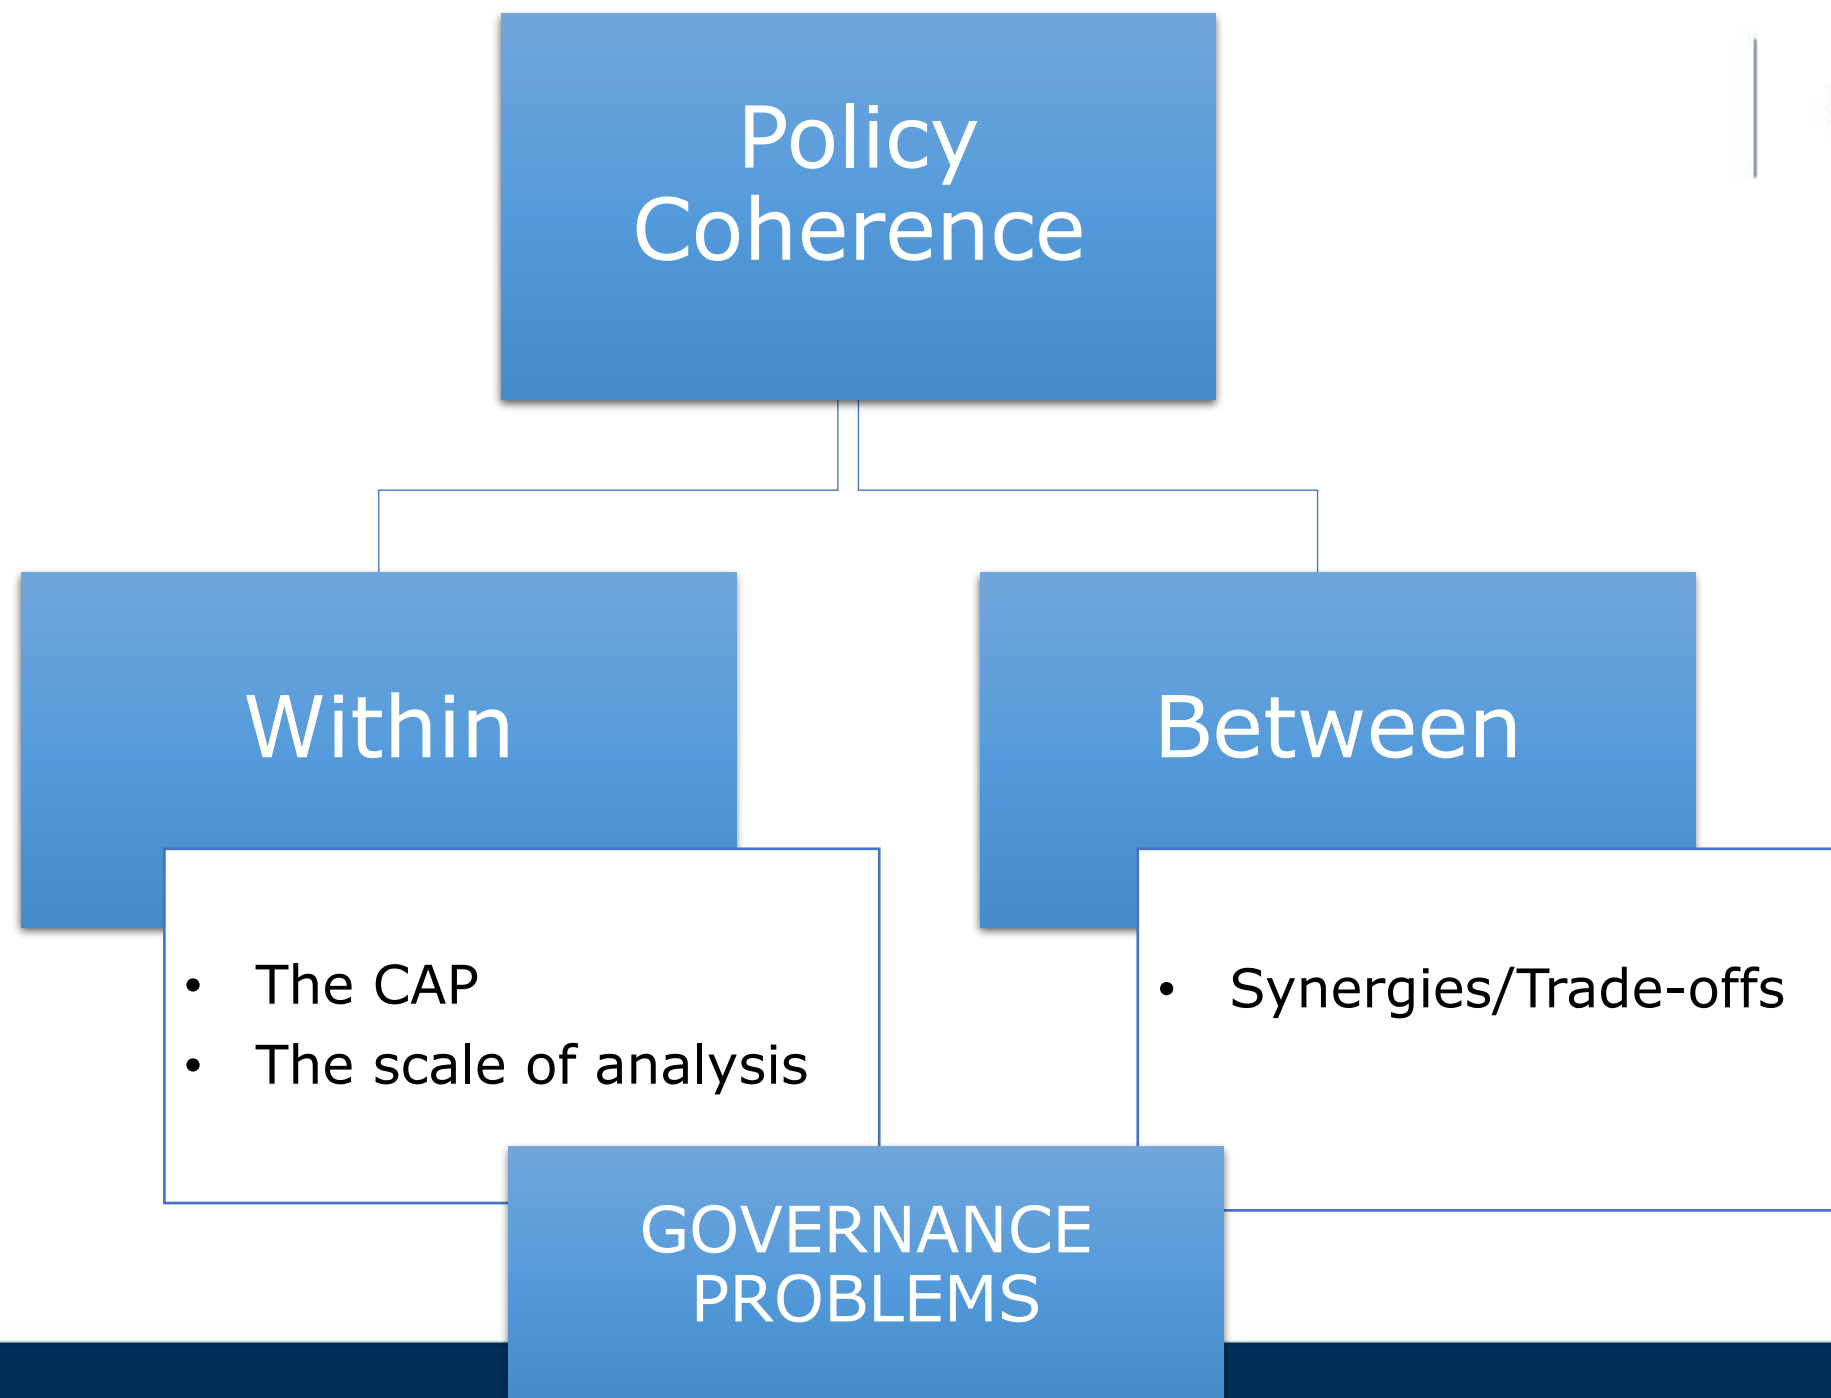 Policy
Coherence
Within
• The CAP
• The scale of analysis
Between
• Synergies/Trade-offs
GOVERNANCE
PROBLEMS